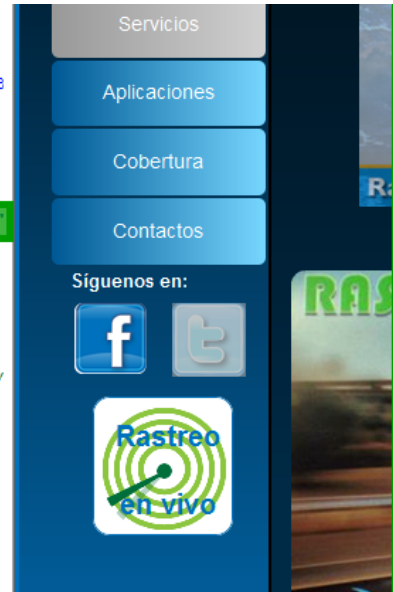 Servicios
Aplicaciones
Cobertura
Contactos
Síguenos en:
f
t
Rastreo
en vivo